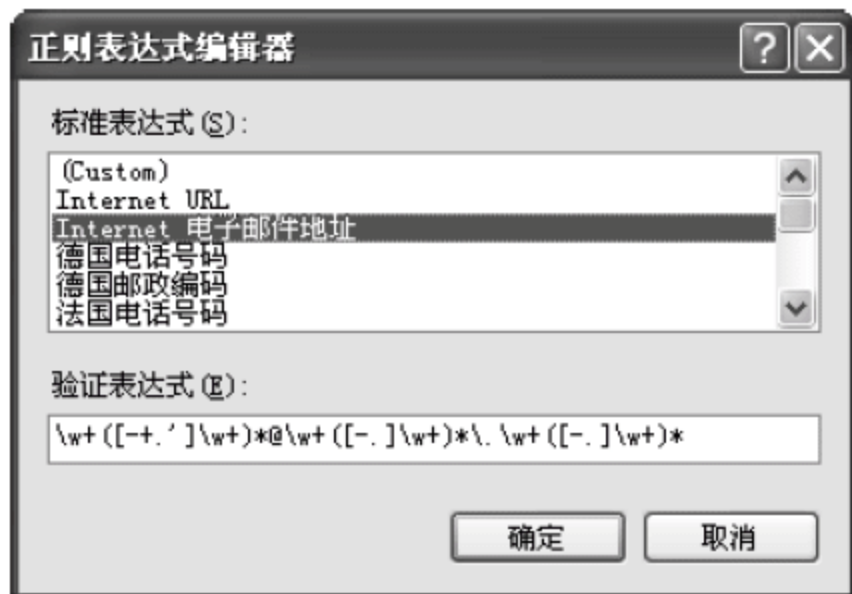 正则表达式编辑器
标准表达式(S):
(Custom)
Internet URL
Internet 电子邮件地址
德国电话号码
德国邮政编码
法国电话号码
验证表达式(E):
\w+([-+.']\w+)*@\w+([-.]\w+)*\.\w+([-.]\w+)*
确定
取消